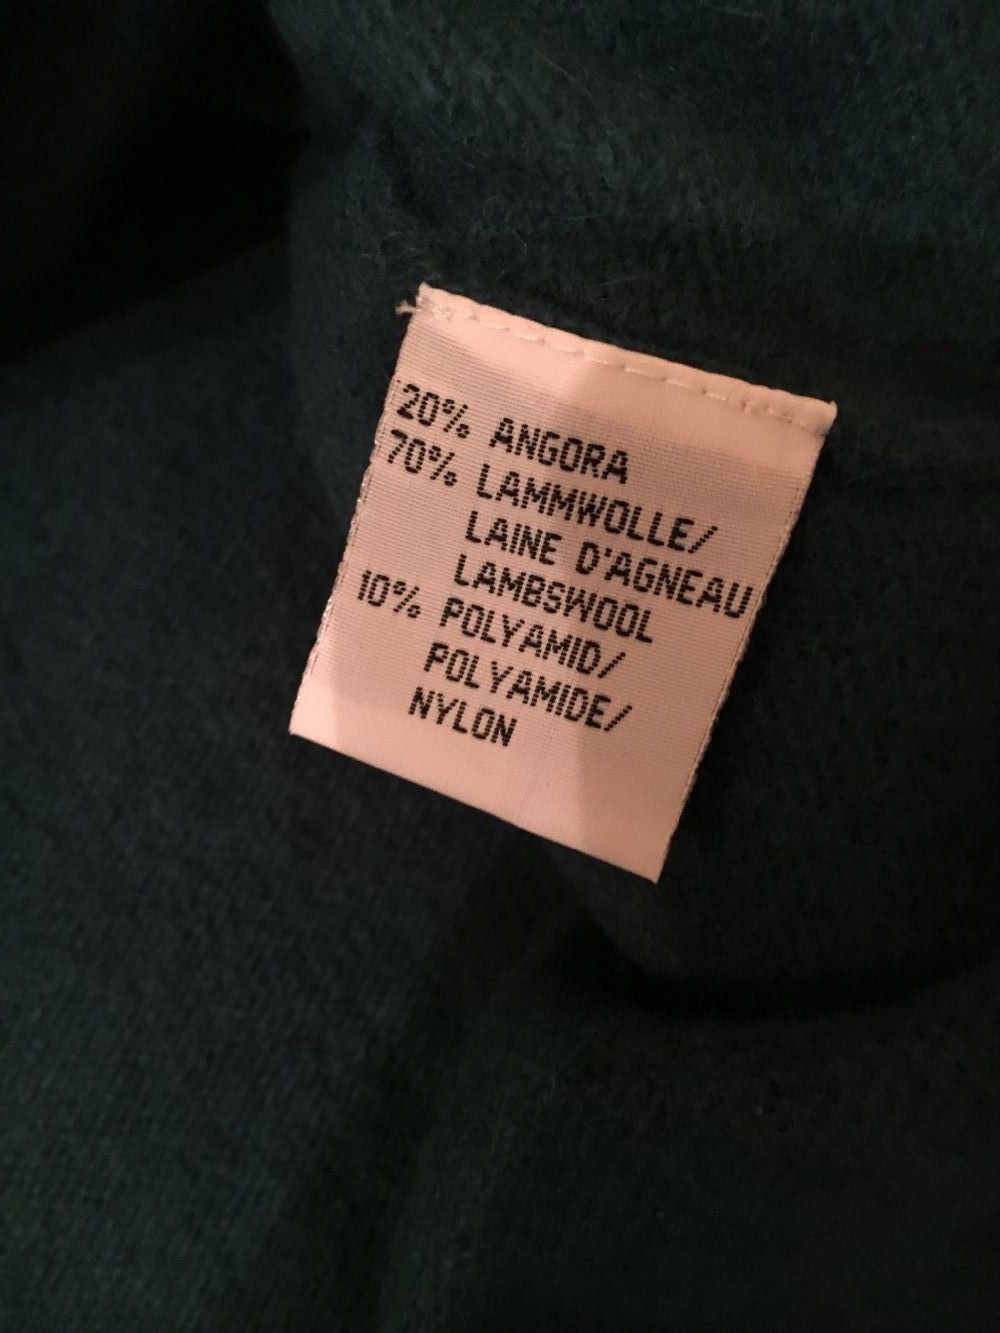 20% ANGORA
70% LAMMWOLLE/
LAINE D'AGNEAU
LAMBSWOOL
10% POLYAMID/
POLYAMIDE/
NYLON